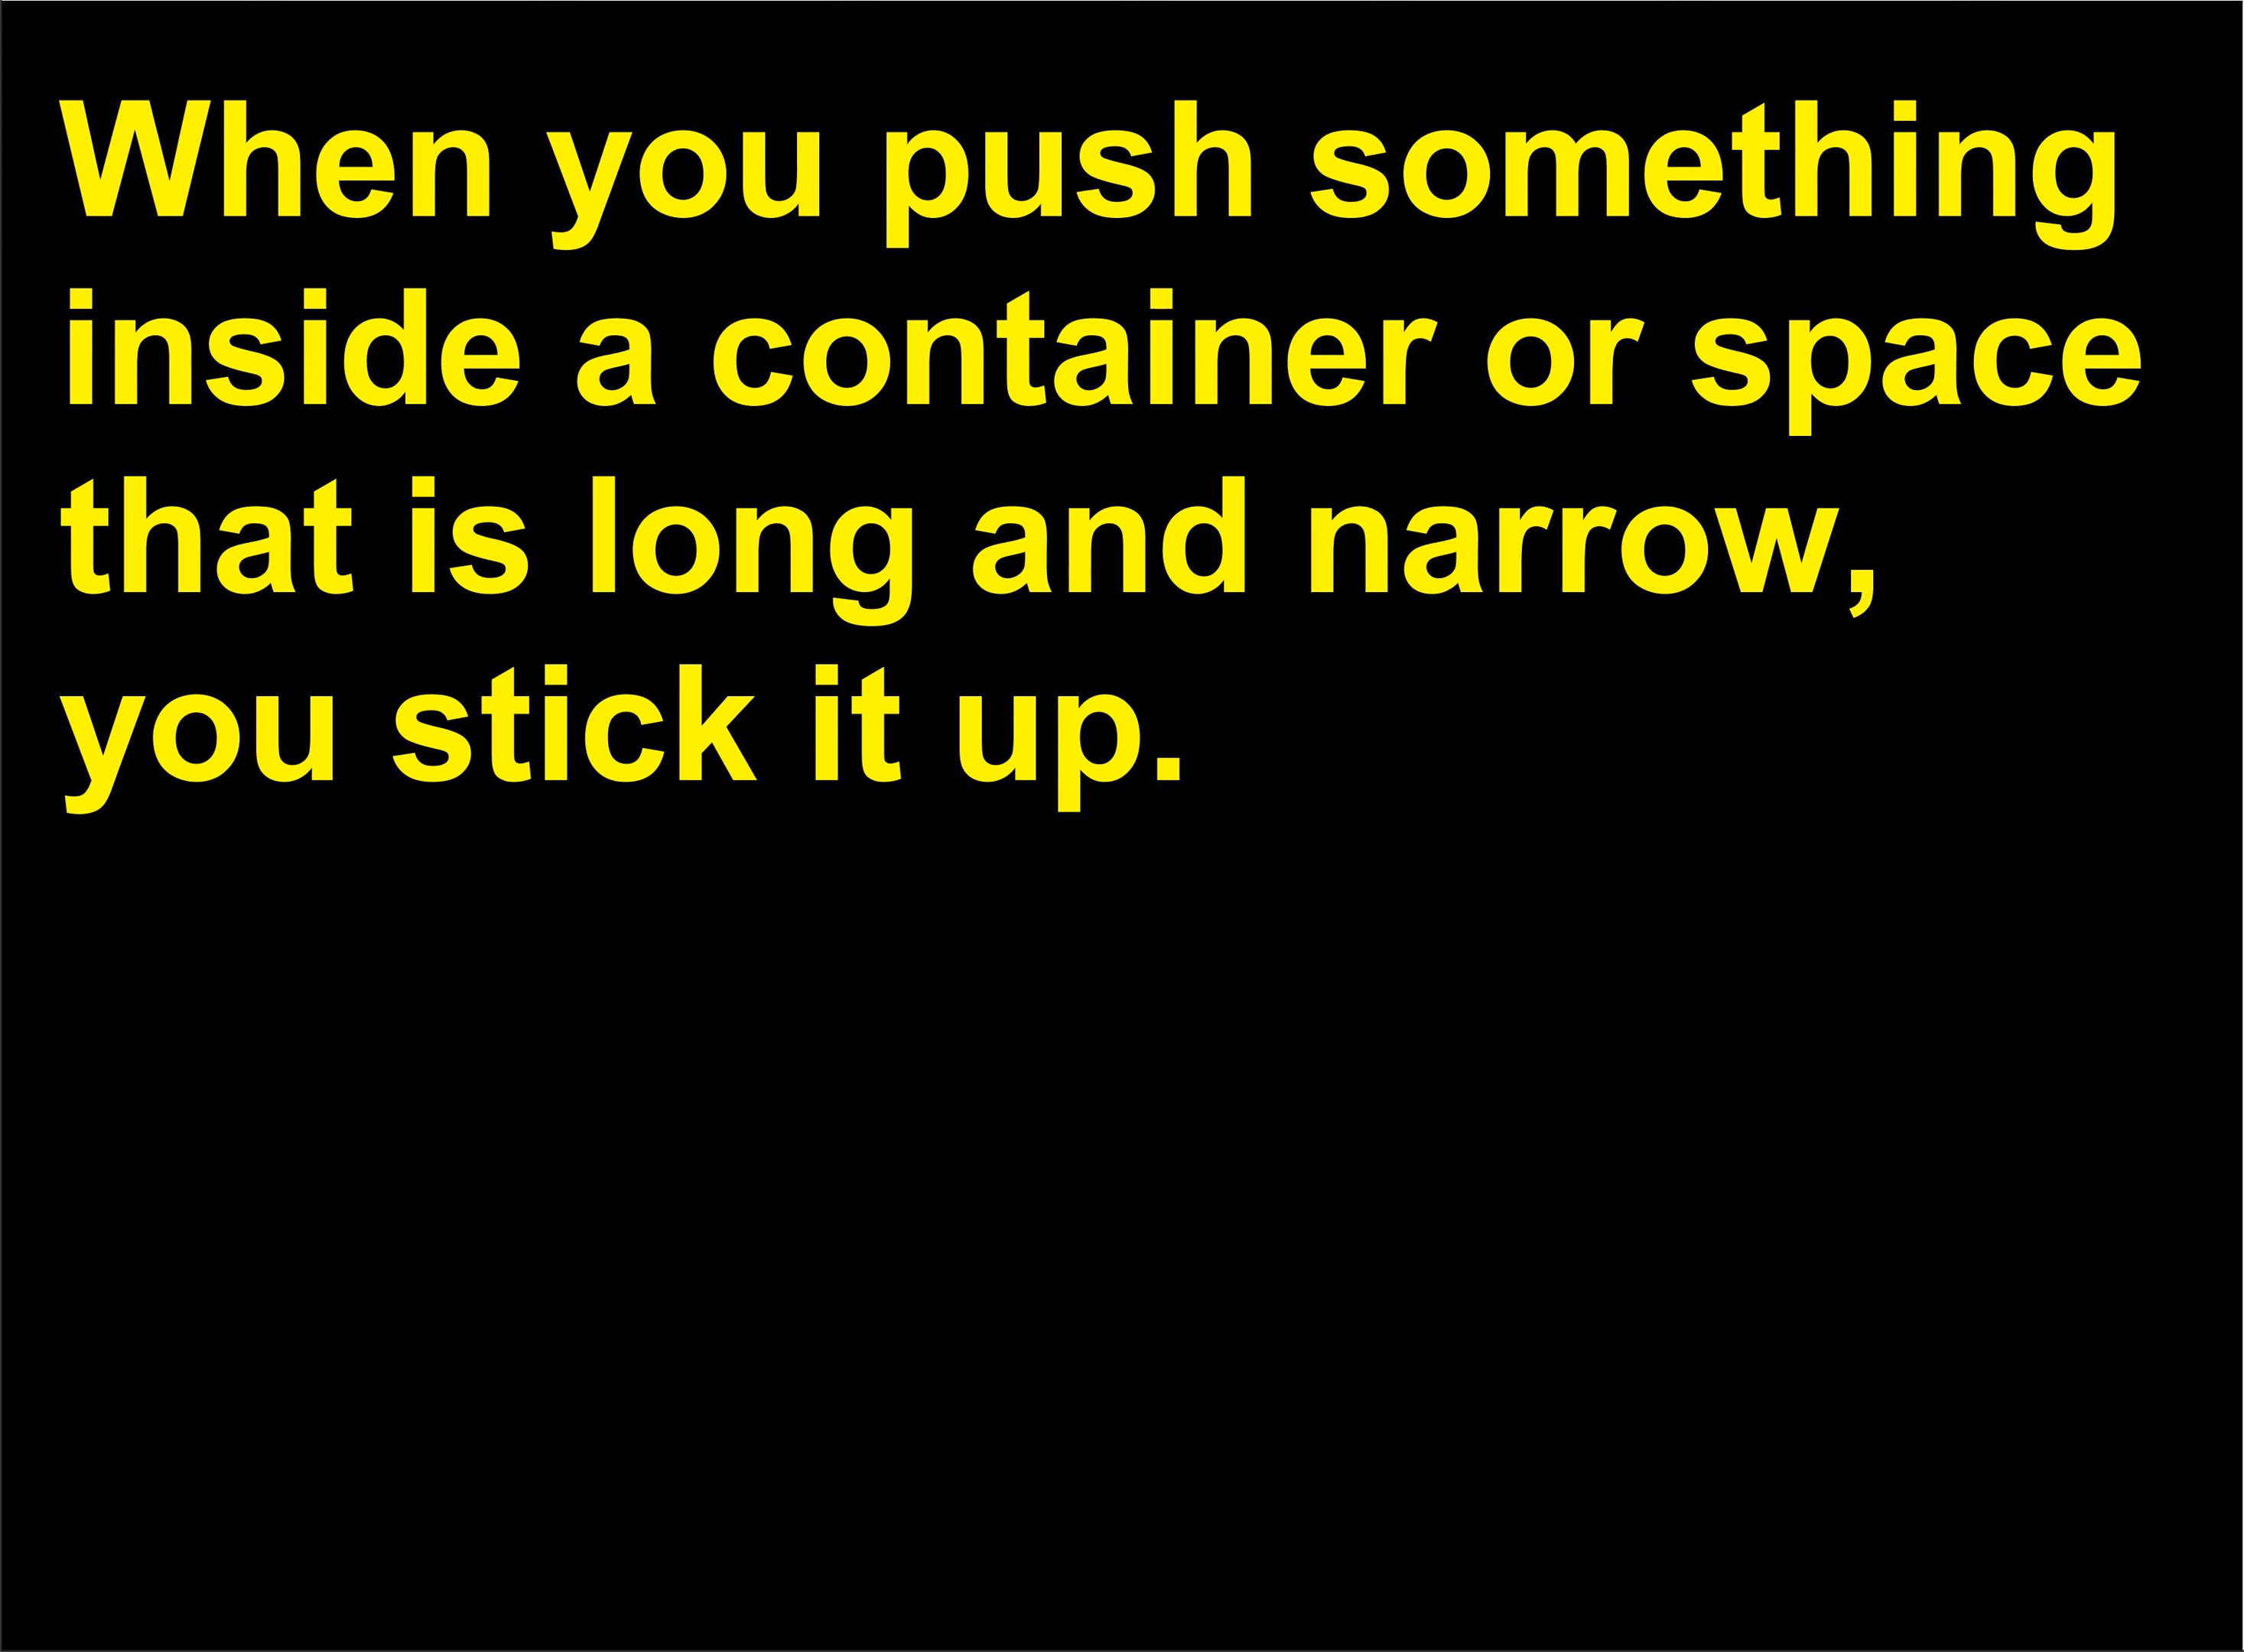 When you push something
inside a container or space
that is long and narrow,
you stick it up.